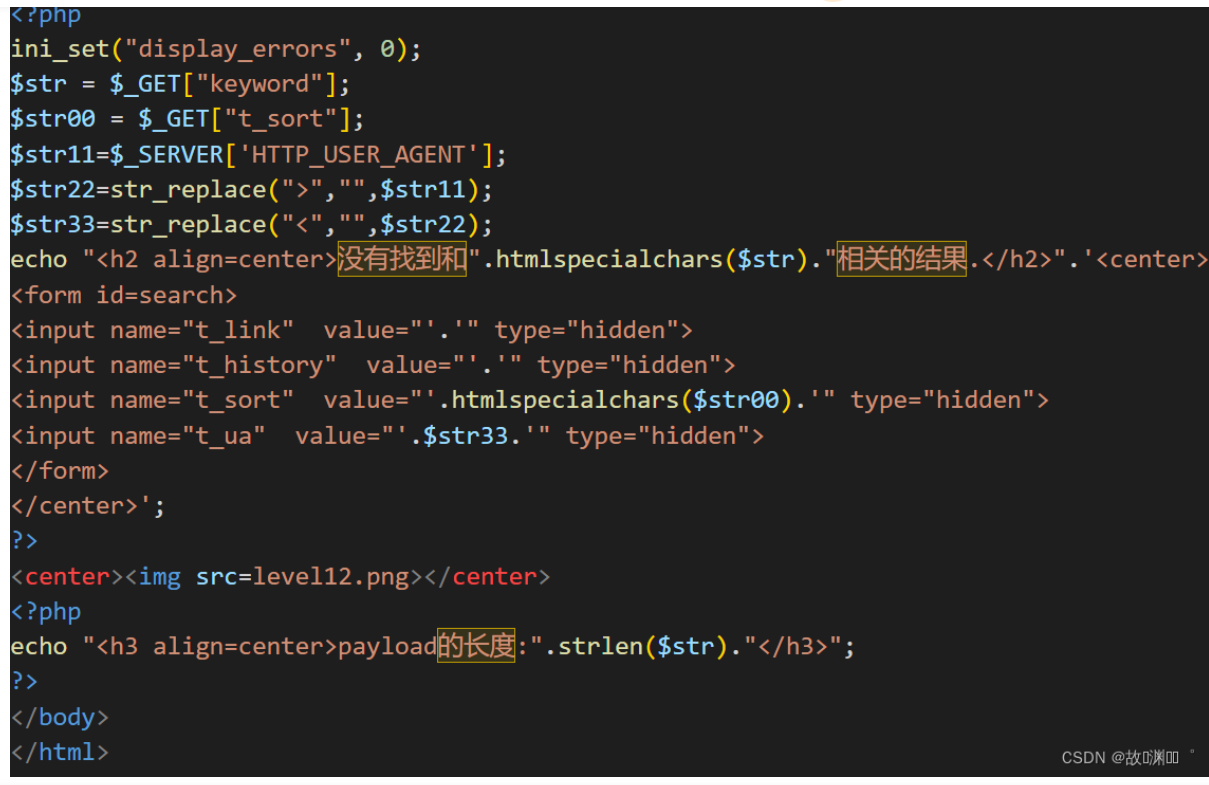 <?php
ini_set("display_errors", 0);
$str = $_GET["keyword"];
$str00 = $_GET["t_sort"];
$str11=$_SERVER['HTTP_USER_AGENT'];
$str22=str_replace(">","",$str11);
$str33=str_replace("<","",$str22);
echo "<h2 align=center>没有找到和".htmlspecialchars($str)."相关的结果.</h2>".'<center>
<form id=search>
<input name="t_link"  value="'.'" type="hidden">
<input name="t_history"  value="'.'" type="hidden">
<input name="t_sort"  value="'.htmlspecialchars($str00).'" type="hidden">
<input name="t_ua"  value="'.$str33.'" type="hidden">
</form>
</center>';
?>
<center><img src=level12.png></center>
<?php
echo "<h3 align=center>payload的长度:".strlen($str)."</h3>";
?>
</body>
</html>
CSDN @故渊